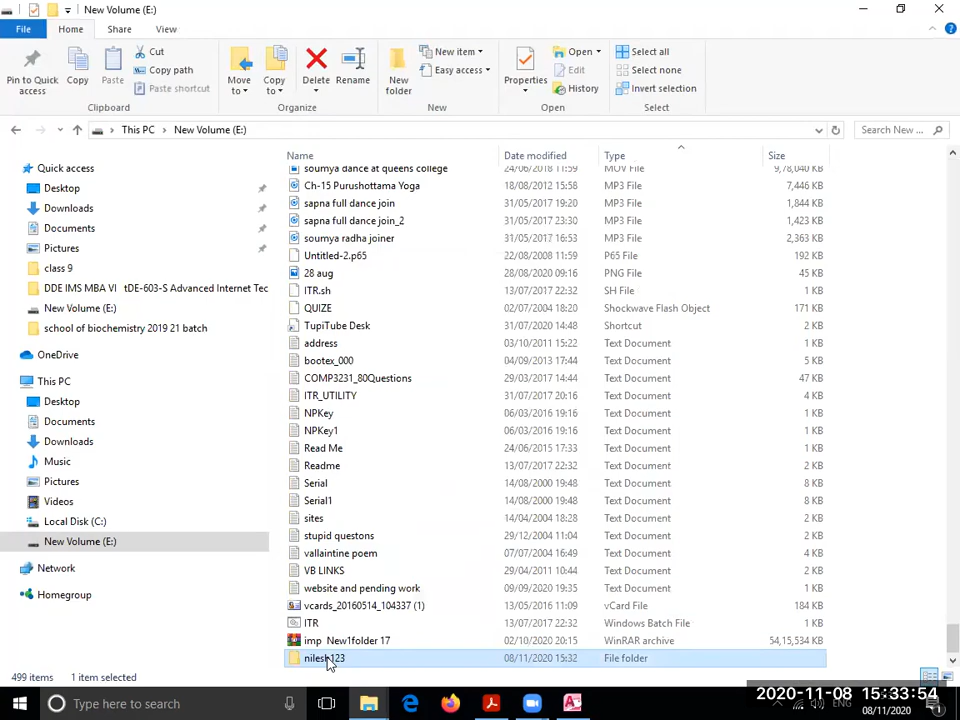 New Volume (E:)
File Home Share View
Pin to Quick access
Copy
Paste
Cut
Copy path
Paste shortcut
Clipboard
Move to
Copy to
Delete
Rename
Organize
New folder
New item
Easy access
New
Properties
Open
Edit
History
Open
Select all
Select none
Invert selection
Select
This PC New Volume (E:)
Search New ...
Quick access
Desktop
Downloads
Documents
Pictures
class 9
DDE IMS MBA VI tDE-603-S Advanced Internet Tec
New Volume (E:)
school of biochemistry 2019 21 batch
OneDrive
This PC
Desktop
Documents
Downloads
Music
Pictures
Videos
Local Disk (C:)
New Volume (E:)
Network
Homegroup
Name Date modified Type Size
soumya dance at queens college 24/06/2018 11:59 MOV File 9,78,040 KB
Ch-15 Purushottama Yoga 18/08/2012 15:58 MP3 File 7,446 KB
sapna full dance join 31/05/2017 19:20 MP3 File 1,844 KB
sapna full dance join_2 31/05/2017 23:30 MP3 File 1,423 KB
soumya radha joiner 31/05/2017 16:53 MP3 File 2,363 KB
Untitled-2.p65 22/08/2008 11:59 P65 File 192 KB
28 aug 28/08/2020 09:16 PNG File 45 KB
ITR.sh 13/07/2017 22:32 SH File 1 KB
QUIZE 02/07/2004 18:20 Shockwave Flash Object 171 KB
TupiTube Desk 31/07/2020 14:48 Shortcut 2 KB
address 03/10/2011 15:22 Text Document 1 KB
bootex_000 04/09/2013 17:44 Text Document 5 KB
COMP3231_80Questions 29/03/2017 14:44 Text Document 47 KB
ITR_UTILITY 31/07/2017 20:16 Text Document 4 KB
NPKey 06/03/2016 19:16 Text Document 1 KB
NPKey1 06/03/2016 19:16 Text Document 1 KB
Read Me 24/06/2015 17:33 Text Document 1 KB
Readme 13/07/2017 22:32 Text Document 2 KB
Serial 14/08/2000 19:48 Text Document 8 KB
Serial1 14/08/2000 19:48 Text Document 8 KB
sites 14/04/2004 18:28 Text Document 1 KB
stupid questons 29/12/2004 11:04 Text Document 1 KB
vallaintine poem 07/07/2004 16:49 Text Document 1 KB
VB LINKS 29/04/2011 10:44 Text Document 2 KB
website and pending work 09/09/2020 19:35 Text Document 1 KB
vcards_20160514_104337 (1) 13/05/2016 11:09 vCard File 184 KB
ITR 13/07/2017 22:32 Windows Batch File 1 KB
imp New1folder 17 02/10/2020 20:15 WinRAR archive 54,15,534 KB
nilesh123 08/11/2020 15:32 File folder
499 items 1 item selected
Type here to search
2020-11-08 15:33:54
ENG
08/11/2020